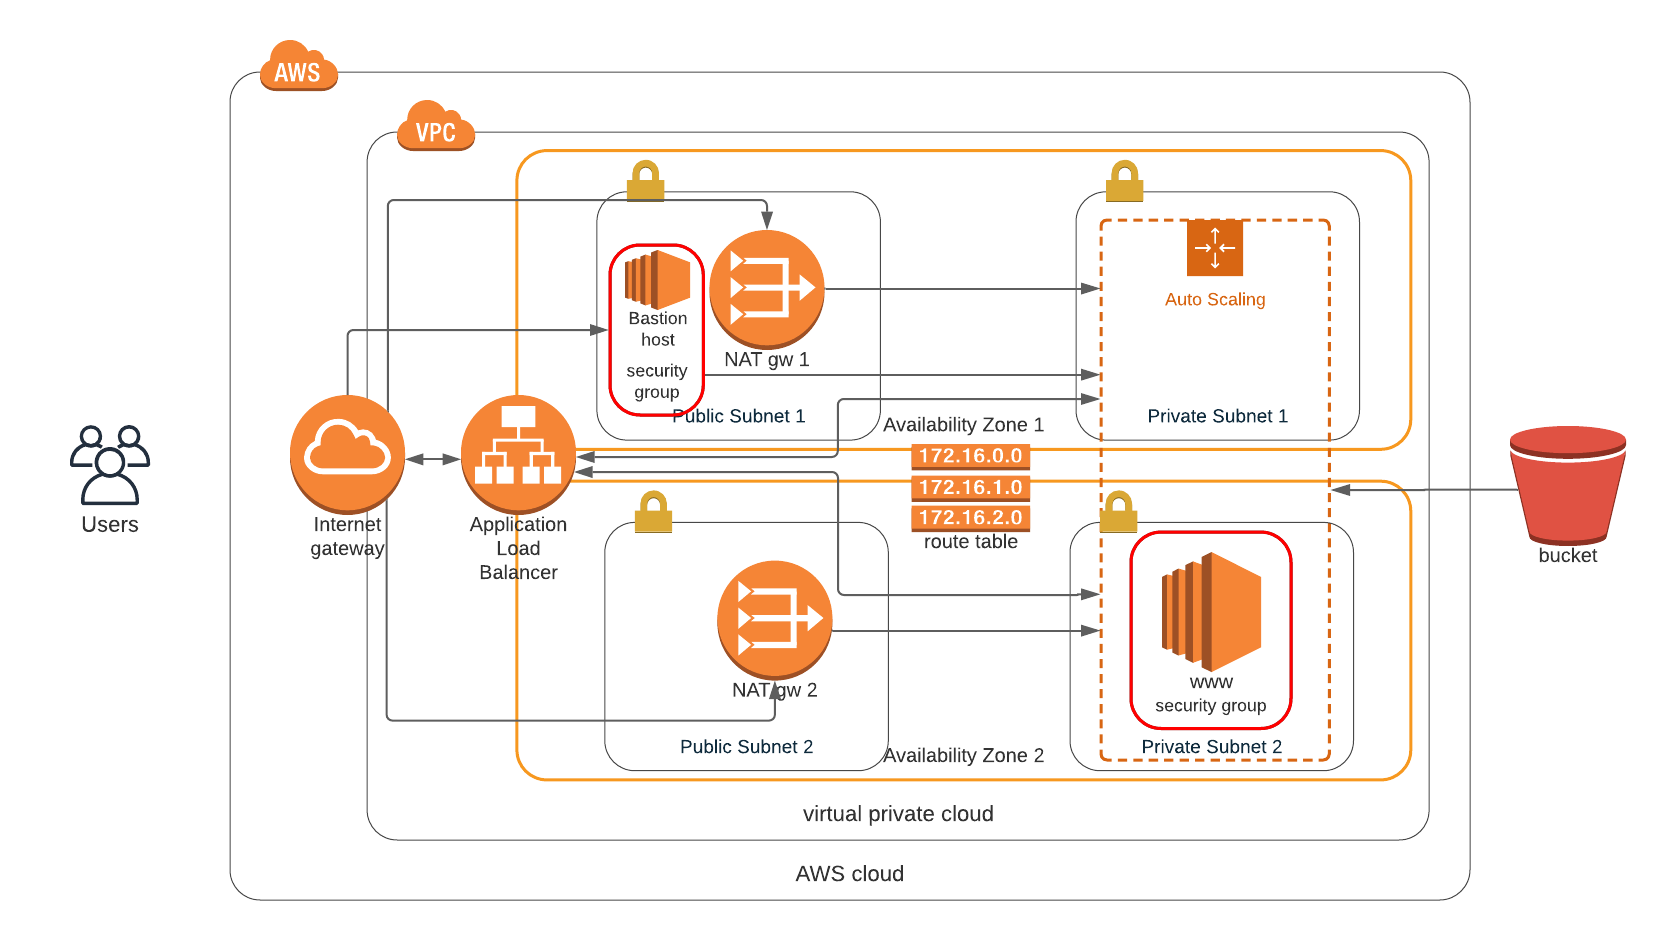 AWS
VPC
Bastion
host
security
group
NAT gw 1
Public Subnet 1
Auto Scaling
Private Subnet 1
Availability Zone 1
172.16.0.0
172.16.1.0
172.16.2.0
route table
Users
Internet
gateway
Application
Load
Balancer
bucket
NAT gw 2
Public Subnet 2
www
security group
Private Subnet 2
Availability Zone 2
virtual private cloud
AWS cloud